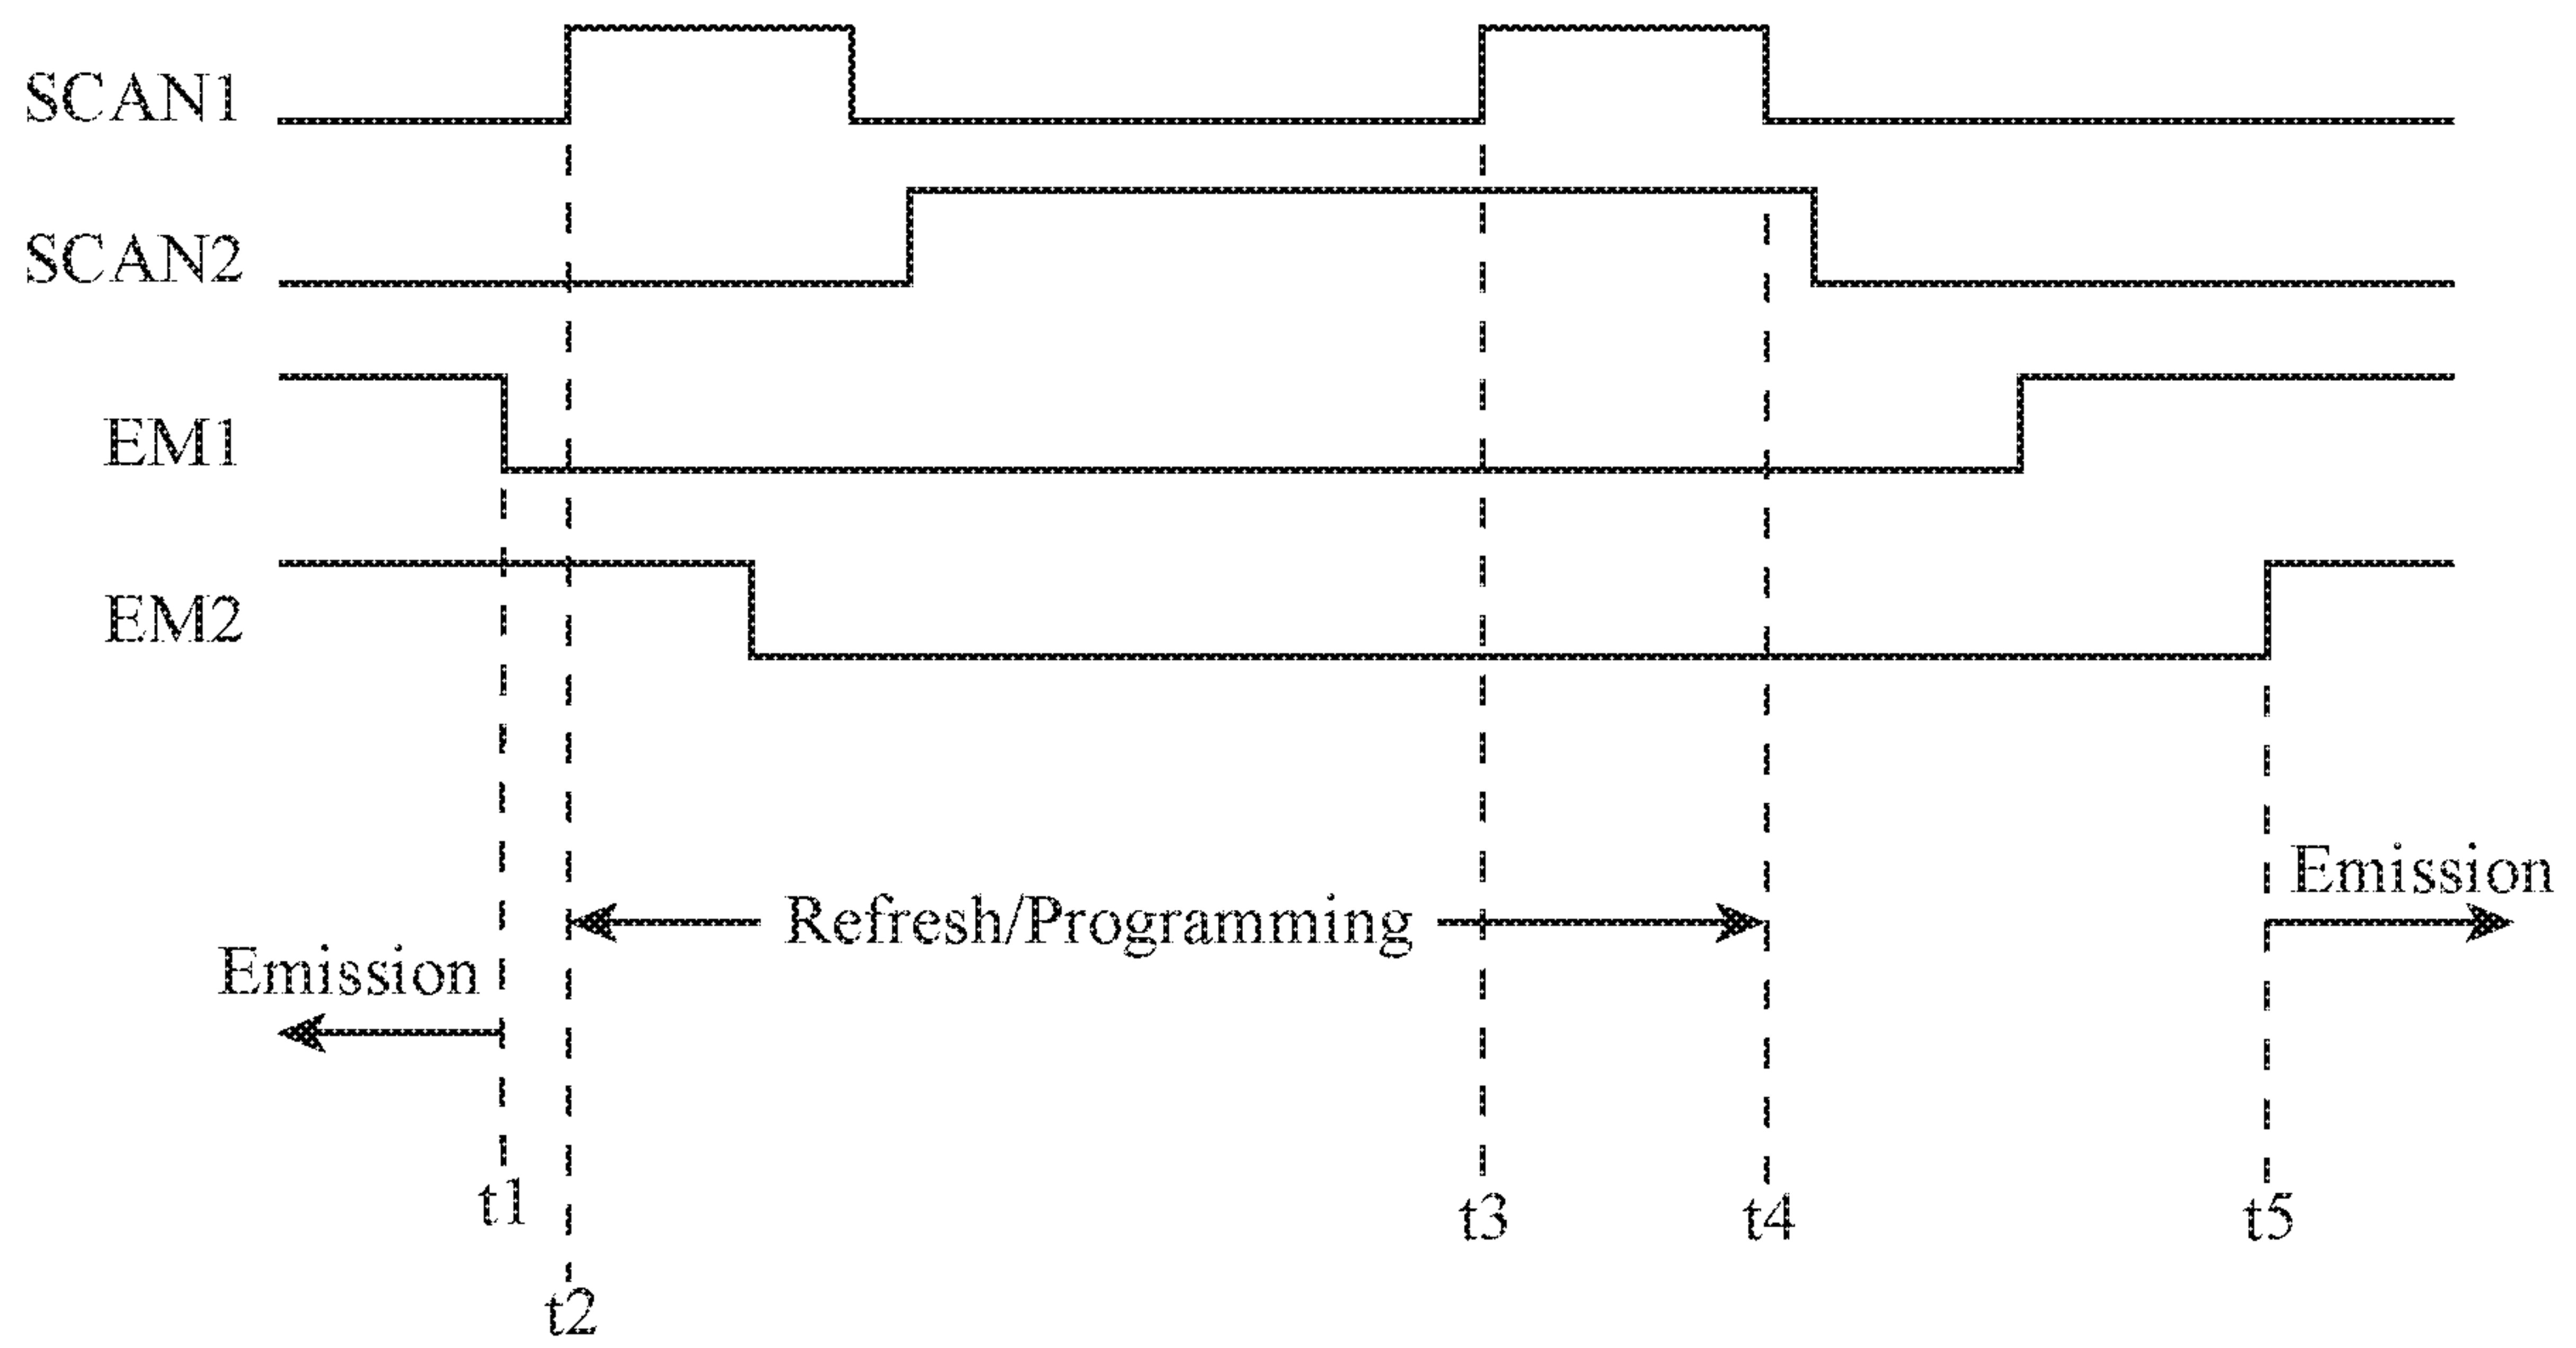 SCAN1
SCAN2
EM1
EM2
Emission
Refresh/Programming
Emission
t1
t3
t4
t5
t2